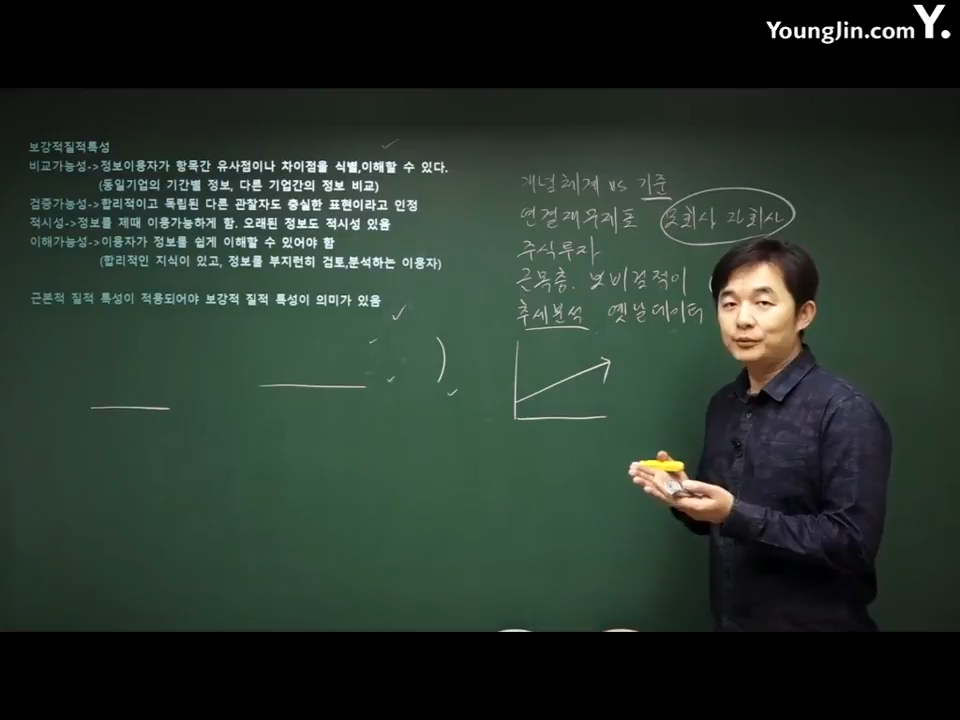 YoungJin.com Y.
보강적질적특성
비교가능성->정보이용자가 항목간 유사점이나 차이점을 식별,이해할 수 있다.
(동일기업의 기간별 정보, 다른 기업간의 정보 비교)
검증가능성->합리적이고 독립된 다른 관찰자도 충실한 표현이라고 인정
적시성->정보를 제때 이용가능하게 함. 오래된 정보도 적시성 있음
이해가능성->이용자가 정보를 쉽게 이해할 수 있어야 함
(합리적인 지식이 있고, 정보를 부지런히 검토,분석하는 이용자)
근본적 질적 특성이 적용되어야 보강적 질적 특성이 의미가 있음
개념체계 vs 기준
연결재무제표 모회사 자회사
주식투자
근목충. 보비검적이
추세분석 옛날데이터